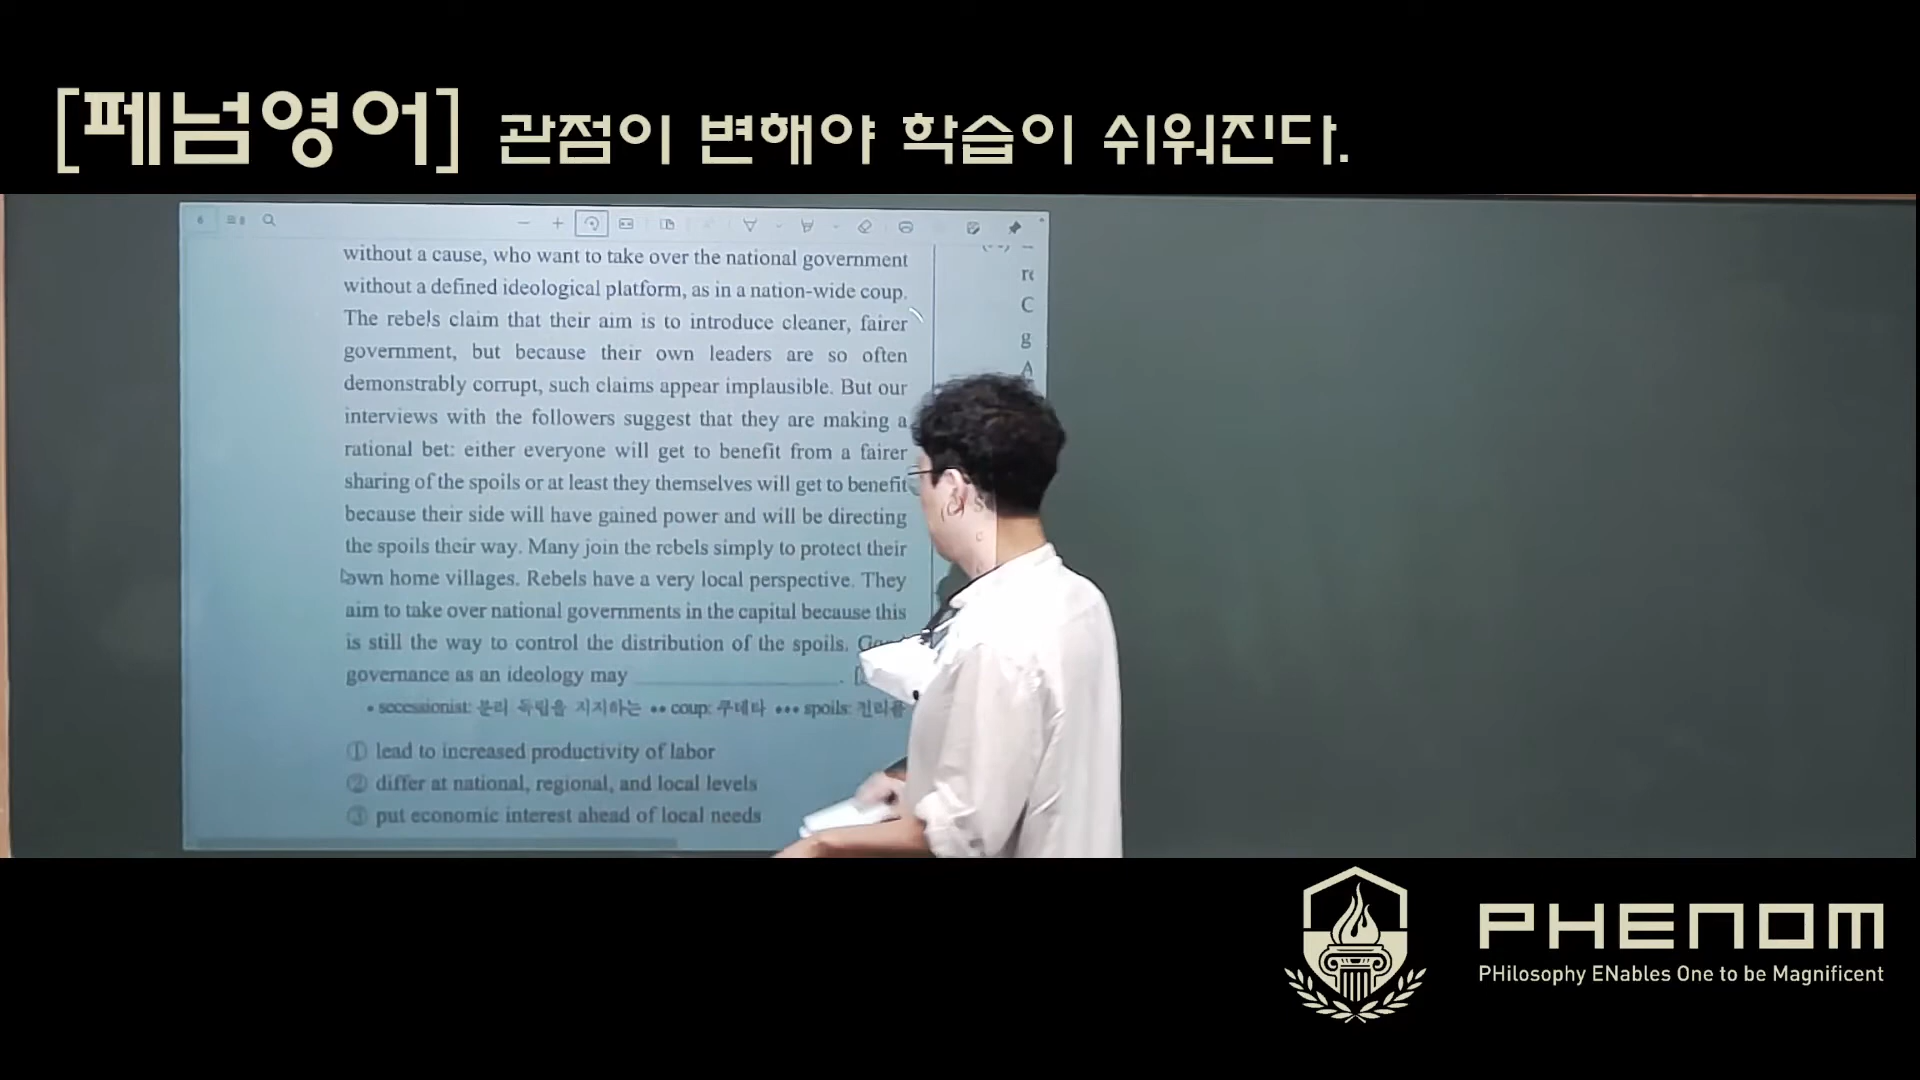 [페넘영어] 관점이 변해야 학습이 쉬워진다.
6
without a cause, who want to take over the national government
without a defined ideological platform, as in a nation-wide coup.
The rebels claim that their aim is to introduce cleaner, fairer
government, but because their own leaders are so often
demonstrably corrupt, such claims appear implausible. But our
interviews with the followers suggest that they are making a
rational bet: either everyone will get to benefit from a fairer
sharing of the spoils or at least they themselves will get to benefit
because their side will have gained power and will be directing
the spoils their way. Many join the rebels simply to protect their
own home villages. Rebels have a very local perspective. They
aim to take over national governments in the capital because this
is still the way to control the distribution of the spoils.
governance as an ideology may ____________.
* secessionist: 분리 독립을 지지하는 ** coup: 쿠데타 *** spoils:
① lead to increased productivity of labor
② differ at national, regional, and local levels
③ put economic interest ahead of local needs
C
g
A
PHENOM
PHilosophy ENables One to be Magnificent